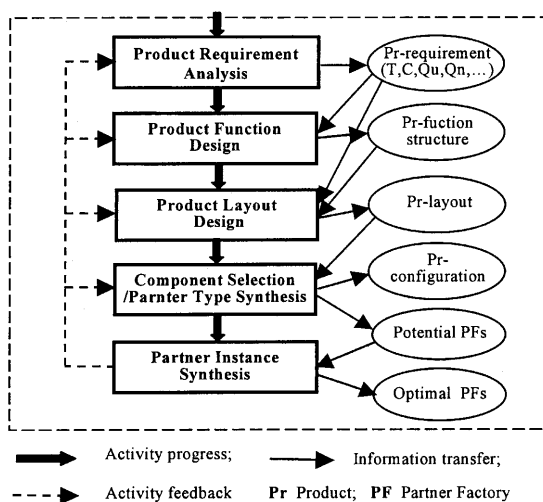 Product Requirement
Analysis
Pr-requirement
(T,C,Qu,Qn,...)
Product Function
Design
Pr-fuction
structure
Product Layout
Design
Pr-layout
Component Selection
/Parnter Type Synthesis
Pr-
configuration
Potential PFs
Partner Instance
Synthesis
Optimal PFs
Activity progress;
Information transfer;
Activity feedback
Pr Product; PF Partner Factory